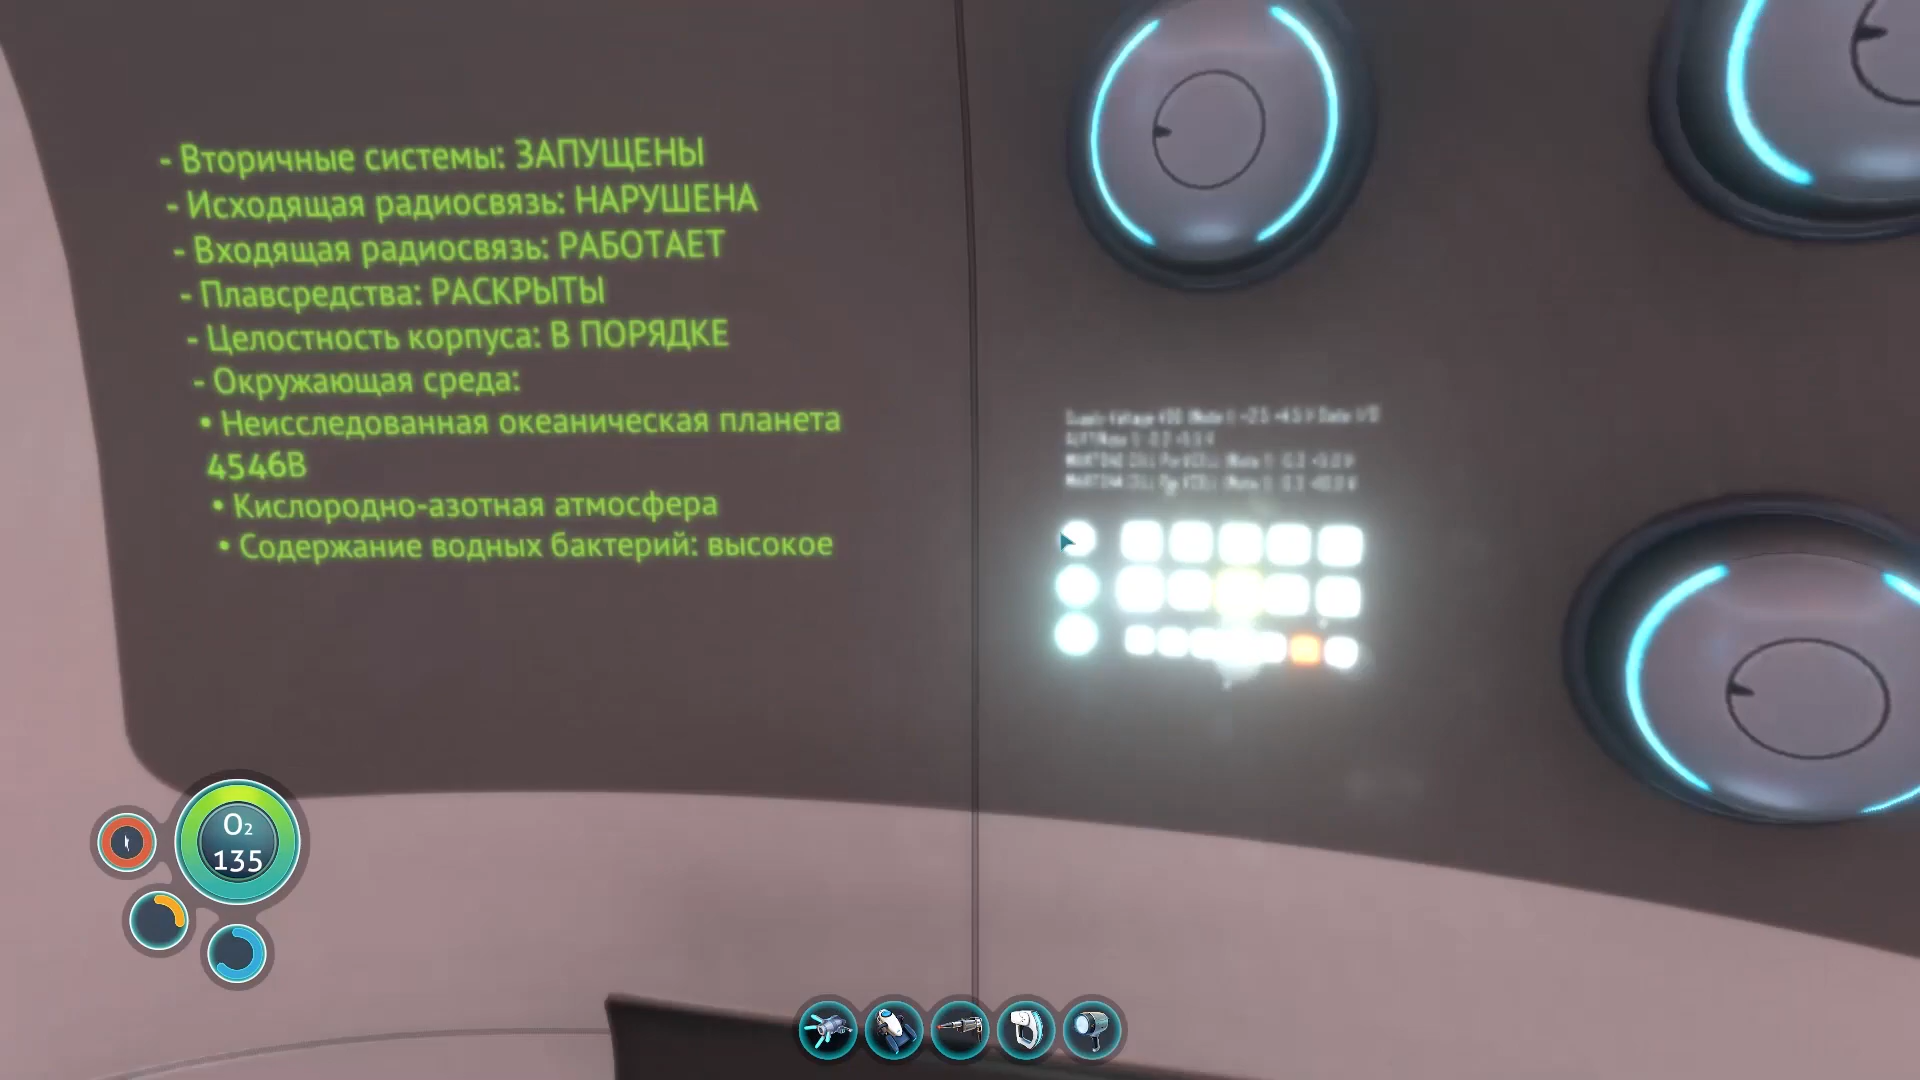 - Вторичные системы: ЗАПУЩЕНЫ
- Исходящая радиосвязь: НАРУШЕНА
- Входящая радиосвязь: РАБОТАЕТ
- Плавсредства: РАСКРЫТЫ
- Целостность корпуса: В ПОРЯДКЕ
- Окружающая среда:
• Неисследованная океаническая планета
4546B
• Кислородно-азотная атмосфера
• Содержание водных бактерий: высокое
O₂
135